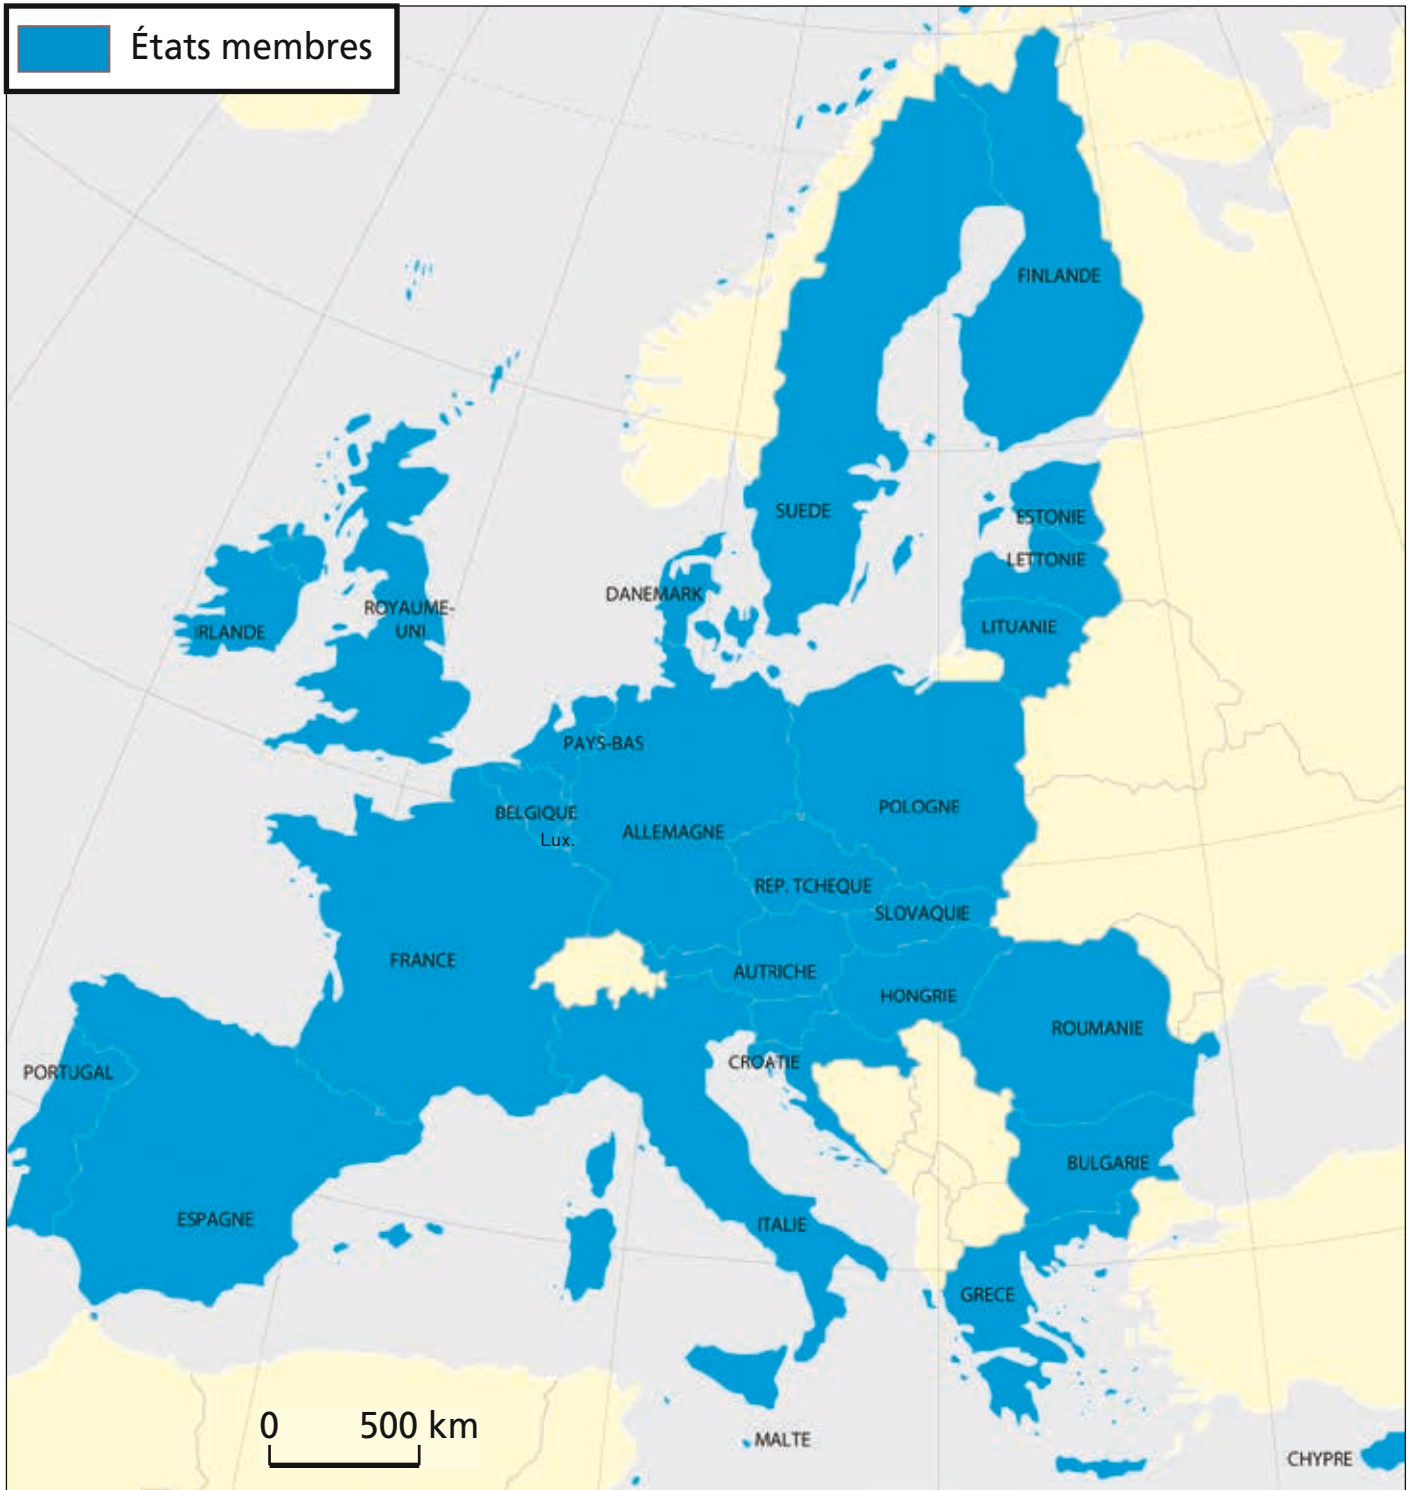 États membres
FINLANDE
SUEDE
ESTONIE
LETTONIE
DANEMARK
ROYAUME-
UNI
IRLANDE
LITUANIE
PAYS-BAS
POLOGNE
BELGIQUE
ALLEMAGNE
Lux.
REP. TCHEQUE
SLOVAQUIE
FRANCE
AUTRICHE
HONGRIE
ROUMANIE
CROATIE
PORTUGAL
BULGARIE
ESPAGNE
ITALIE
GRECE
0 500 km
MALTE
CHYPRE